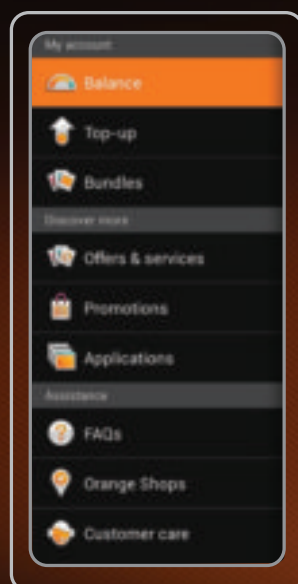 My account
Balance
Top-up
Bundles
Discover more
Offers & services
Promotions
Applications
Assistance
FAQs
Orange Shops
Customer care